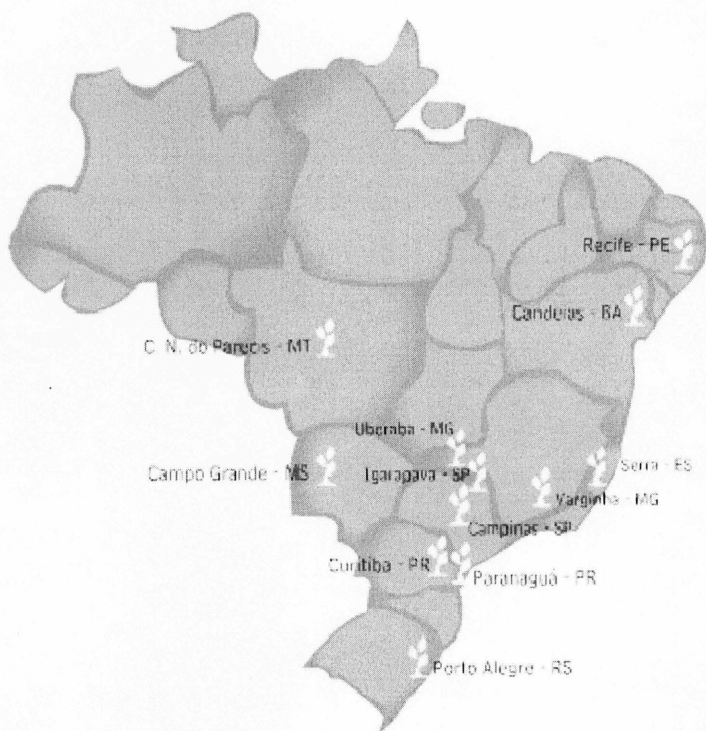 Recife - PE
Candeias - BA
C. N. do Parecis - MT
Uberaba - MG
Campo Grande - MS
Igarapava - SP
Serra - ES
Varginha - MG
Campinas - SP
Curitiba - PR
Paranaguá - PR
Porto Alegre - RS